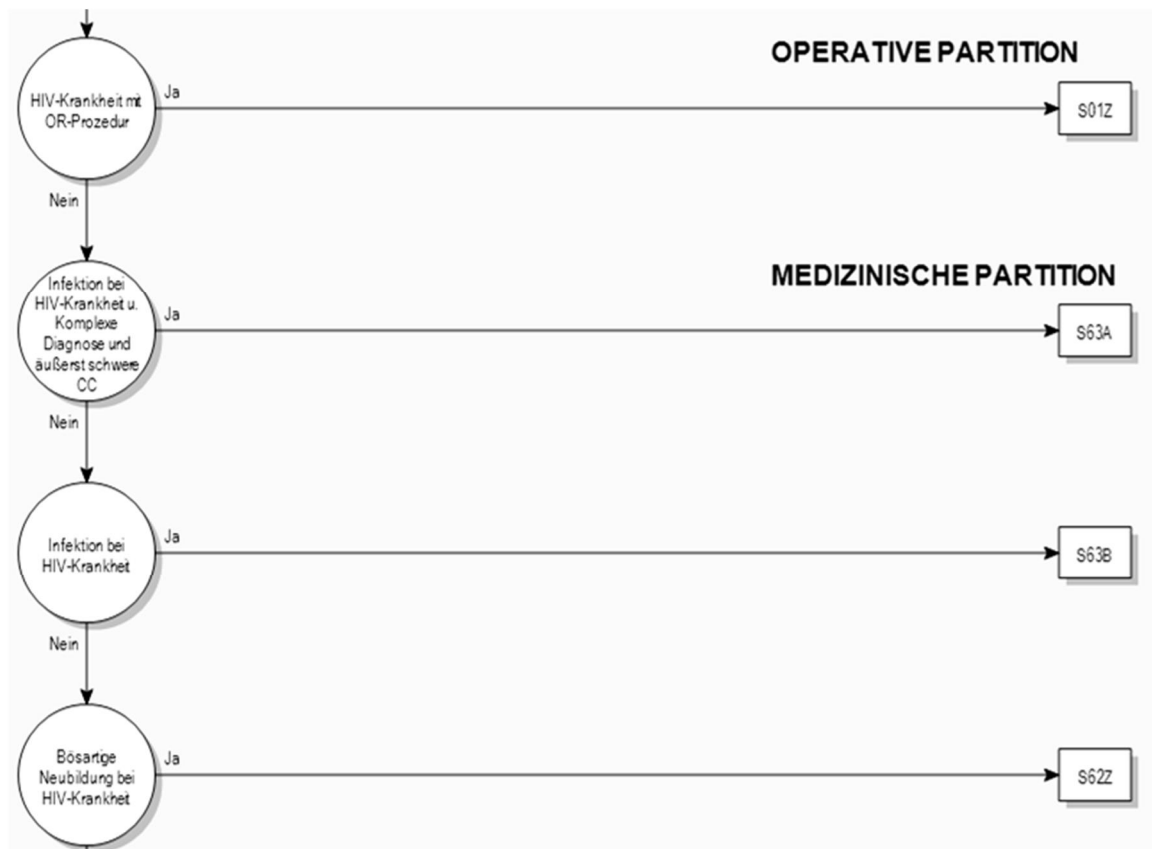 OPERATIVE PARTITION
HIV-Krankheit mit
OR-Prozedur
Ja
S01Z
Nein
MEDIZINISCHE PARTITION
Infektion bei
HIV-Krankheit u.
Komplexe
Diagnose und
äußerst schwere
CC
Ja
S63A
Nein
Infektion bei
HIV-Krankheit
Ja
S63B
Nein
Bösartige
Neubildung bei
HIV-Krankheit
Ja
S62Z